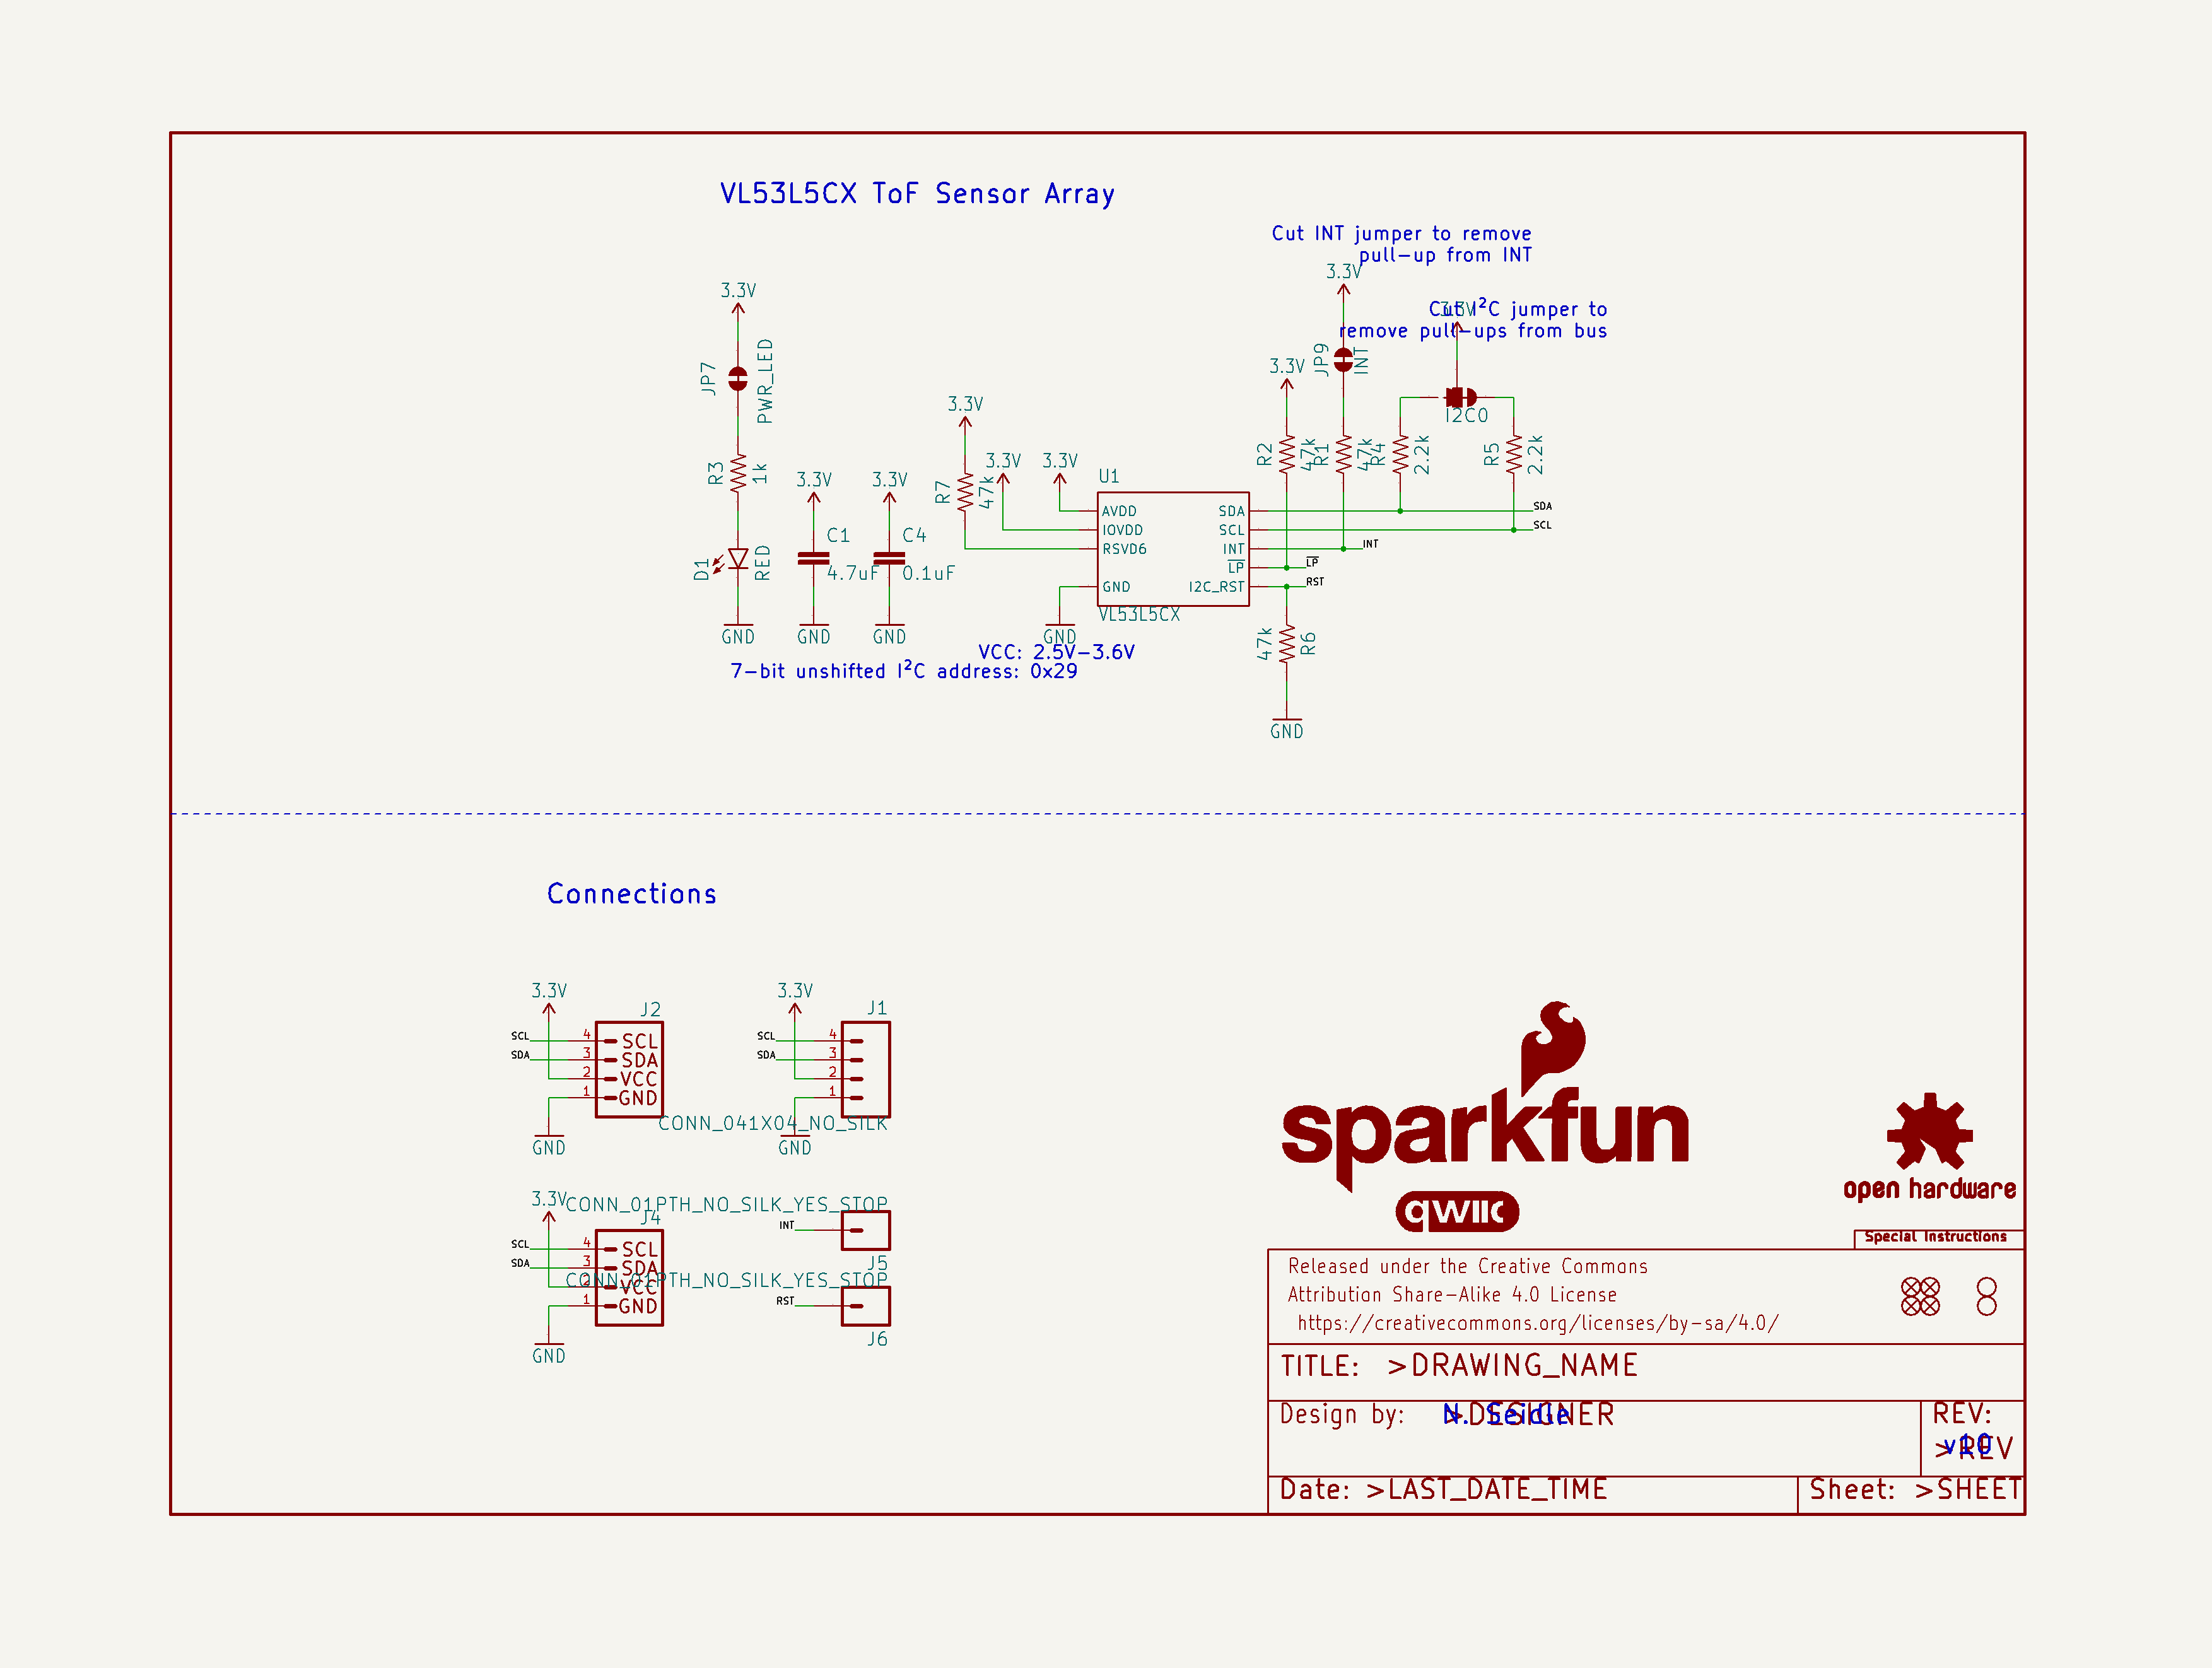 VL53L5CX ToF Sensor Array
Cut INT jumper to remove
pull-up from INT
3.3V
Cut I²C jumper to
remove pull-ups from bus
3.3V
3.3V
JP7
PWR_LED
R3
1k
D1
RED
GND
3.3V
C1
4.7uF
GND
3.3V
C4
0.1uF
GND
3.3V
R7
47k
3.3V
3.3V
U1
AVDD
IOVDD
RSVD6
GND
SDA
SCL
INT
LP
I2C_RST
VL53L5CX
GND
VCC: 2.5V-3.6V
7-bit unshifted I²C address: 0x29
3.3V
R2
47k
JP9
INT
R1
47k
I2C0
R4
2.2k
R5
2.2k
SDA
SCL
INT
LP
RST
47k
R6
GND
Connections
3.3V
J2
SCL
SDA
4
3
2
1
SCL
SDA
VCC
GND
GND
3.3V
J1
SCL
SDA
4
3
2
1
CONN_041X04_NO_SILK
GND
3.3V
CONN_01PTH_NO_SILK_YES_STOP
J4
SCL
SDA
4
3
2
1
SCL
SDA
VCC
GND
GND
INT
J5
CONN_01PTH_NO_SILK_YES_STOP
RST
J6
sparkfun
qwiic
open hardware
Special Instructions
Released under the Creative Commons
Attribution Share-Alike 4.0 License
https://creativecommons.org/licenses/by-sa/4.0/
TITLE: >DRAWING_NAME
Design by: >DESIGNER
N. Seidle
REV:
>REV
v10
Date: >LAST_DATE_TIME
Sheet: >SHEET